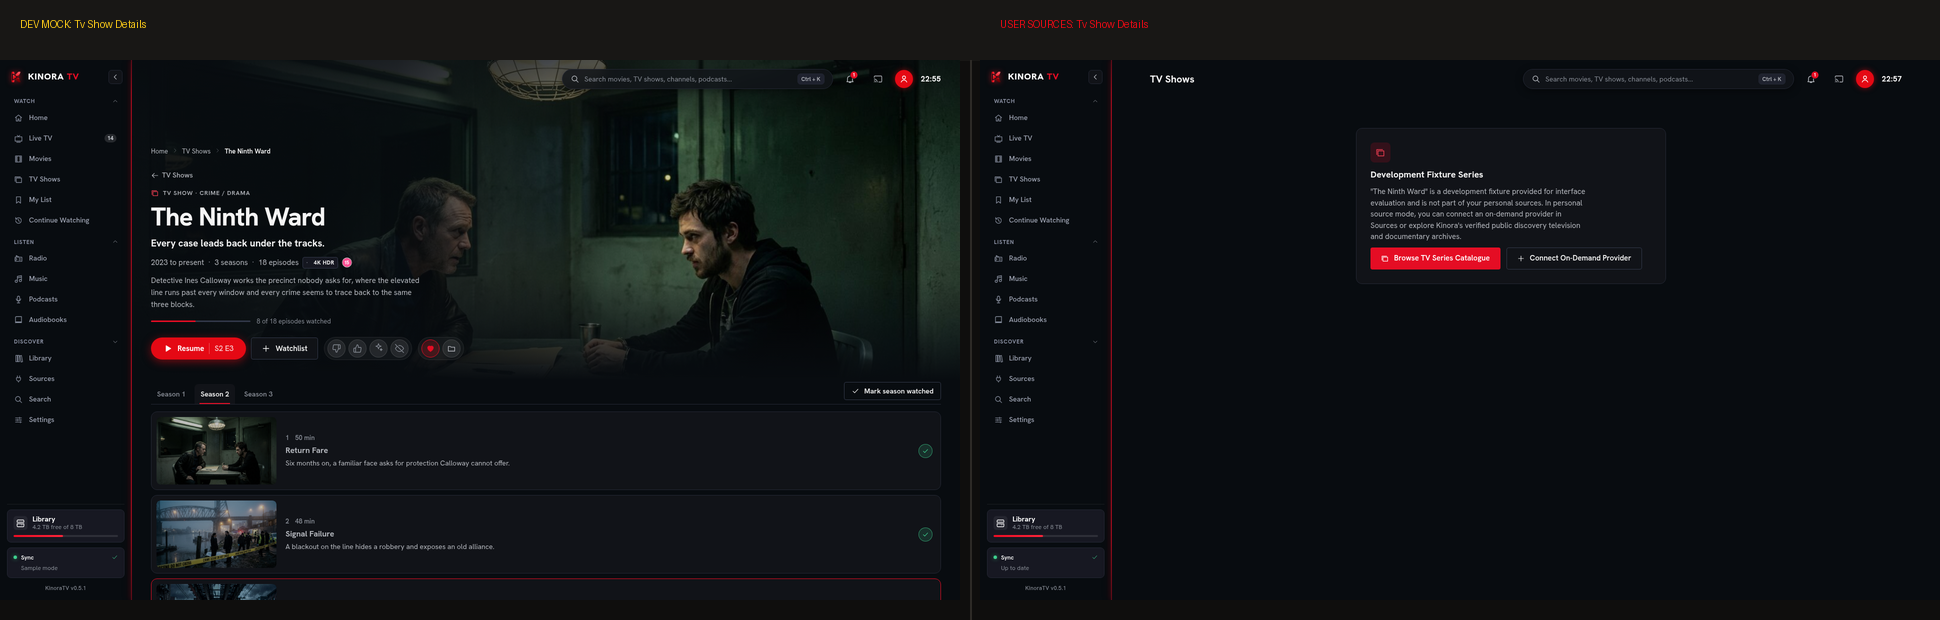 DEV MOCK: Tv Show Details
KINORA TV
WATCH
Home
Live TV
14
Movies
TV Shows
My List
Continue Watching
LISTEN
Radio
Music
Podcasts
Audiobooks
DISCOVER
Library
Sources
Search
Settings
Library
4.2 TB free of 8 TB
Sync
Sample mode
KinoraTV v0.5.1
Search movies, TV shows, channels, podcasts...
Ctrl + K
1
22:55
Home
TV Shows
The Ninth Ward
TV Shows
TV SHOW · CRIME / DRAMA
The Ninth Ward
Every case leads back under the tracks.
2023 to present · 3 seasons · 18 episodes
4K HDR
15
Detective Ines Calloway works the precinct nobody asks for, where the elevated
line runs past every window and every crime seems to trace back to the same
three blocks.
8 of 18 episodes watched
Resume
S2 E3
Watchlist
Season 1
Season 2
Season 3
Mark season watched
1 50 min
Return Fare
Six months on, a familiar face asks for protection Calloway cannot offer.
2 48 min
Signal Failure
A blackout on the line hides a robbery and exposes an old alliance.
USER SOURCES: Tv Show Details
KINORA TV
WATCH
Home
Live TV
Movies
TV Shows
My List
Continue Watching
LISTEN
Radio
Music
Podcasts
Audiobooks
DISCOVER
Library
Sources
Search
Settings
Library
4.2 TB free of 8 TB
Sync
Up to date
KinoraTV v0.5.1
TV Shows
Search movies, TV shows, channels, podcasts...
Ctrl + K
1
22:57
Development Fixture Series
"The Ninth Ward" is a development fixture provided for interface
evaluation and is not part of your personal sources. In personal
source mode, you can connect an on-demand provider in
Sources or explore Kinora's verified public discovery television
and documentary archives.
Browse TV Series Catalogue
Connect On-Demand Provider